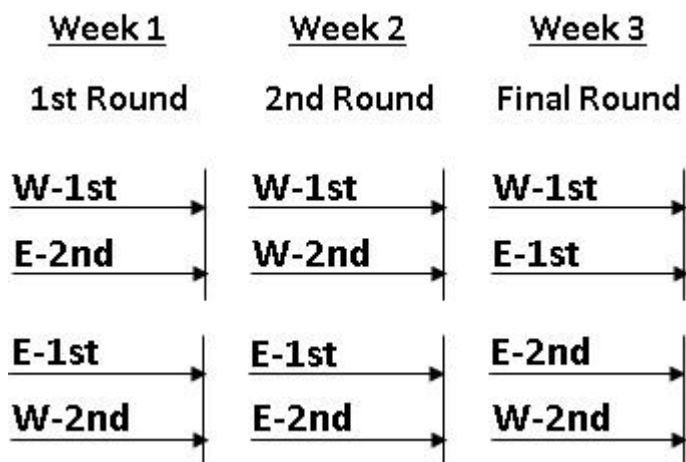 Week 1 Week 2 Week 3
1st Round 2nd Round Final Round
W-1st W-1st W-1st
E-2nd W-2nd E-1st
E-1st E-1st E-2nd
W-2nd E-2nd W-2nd